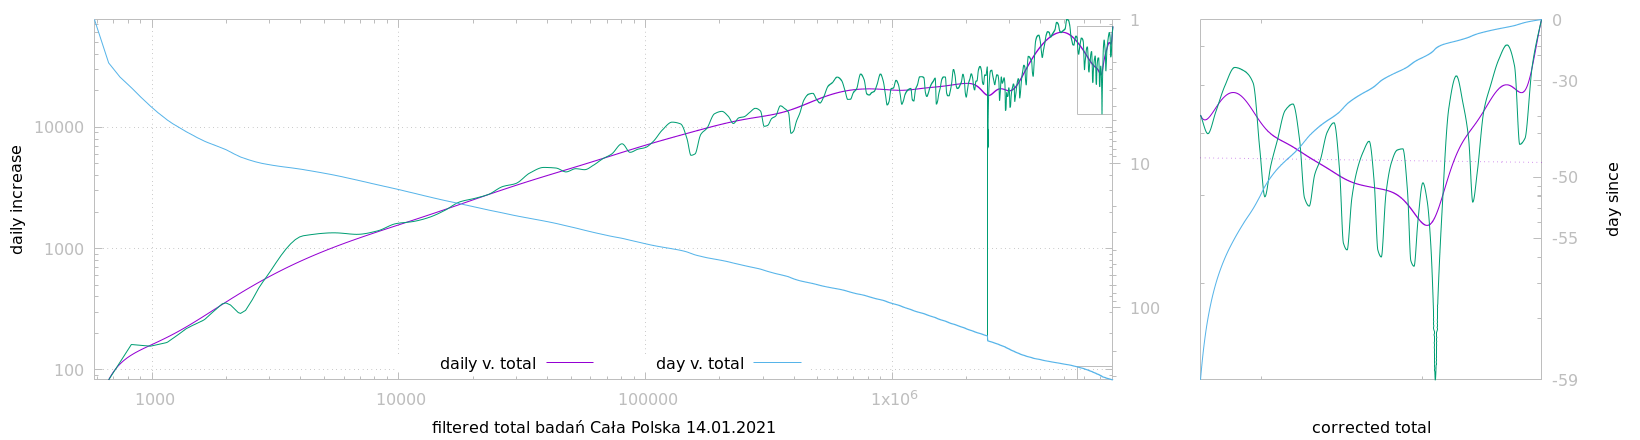 daily increase
10000
1000
100
1000
10000
100000
1x10⁶
daily v. total
day v. total
1
10
100
filtered total badań Cała Polska 14.01.2021
0
-30
-50
-55
-59
day since
corrected total